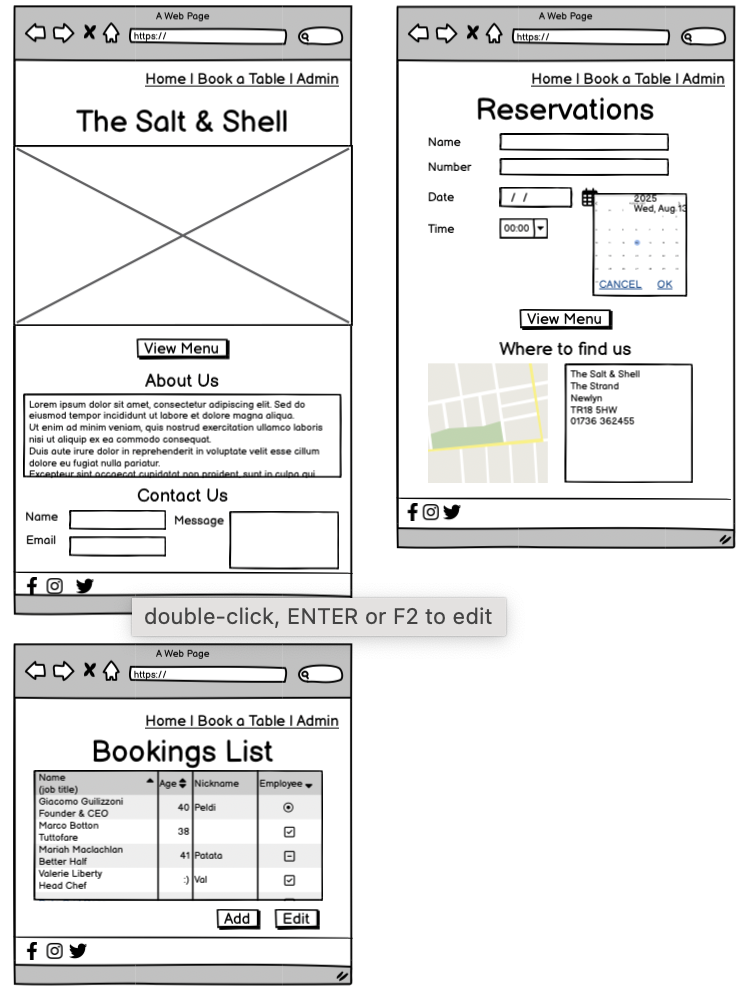 A Web Page
https://
Home | Book a Table | Admin
The Salt & Shell
View Menu
About Us
Lorem ipsum dolor sit amet, consectetur adipiscing elit. Sed do
eiusmod tempor incididunt ut labore et dolore magna aliqua.
Ut enim ad minim veniam, quis nostrud exercitation ullamco laboris
nisi ut aliquip ex ea commodo consequat.
Duis aute irure dolor in reprehenderit in voluptate velit esse cillum
dolore eu fugiat nulla pariatur.
Excepteur sint occaecat cupidatat non proident, sunt in culpa qui
Contact Us
Name
Message
Email
A Web Page
https://
Home | Book a Table | Admin
Reservations
Name
Number
Date
/ /
2025
Wed, Aug 13
Time
00:00
CANCEL OK
View Menu
Where to find us
The Salt & Shell
The Strand
Newlyn
TR18 5HW
01736 362455
double-click, ENTER or F2 to edit
A Web Page
https://
Home | Book a Table | Admin
Bookings List
Name
(job title)
Age
Nickname
Employee
Giacomo Guilizzoni
Founder & CEO
40
Peldi
Marco Botton
Tuttofare
38
Mariah Maclachlan
Better Half
41
Patata
Valerie Liberty
Head Chef
:)
Val
Add
Edit